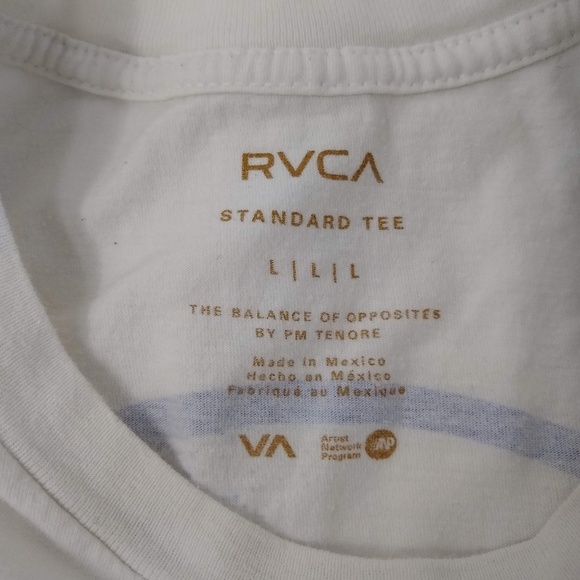 RVCA
STANDARD TEE
L | L | L
THE BALANCE OF OPPOSITES
BY PM TENORE
Made in Mexico
Hecho en México
Fabriqué au Mexique
VA
Artist
Network
Program
ANP